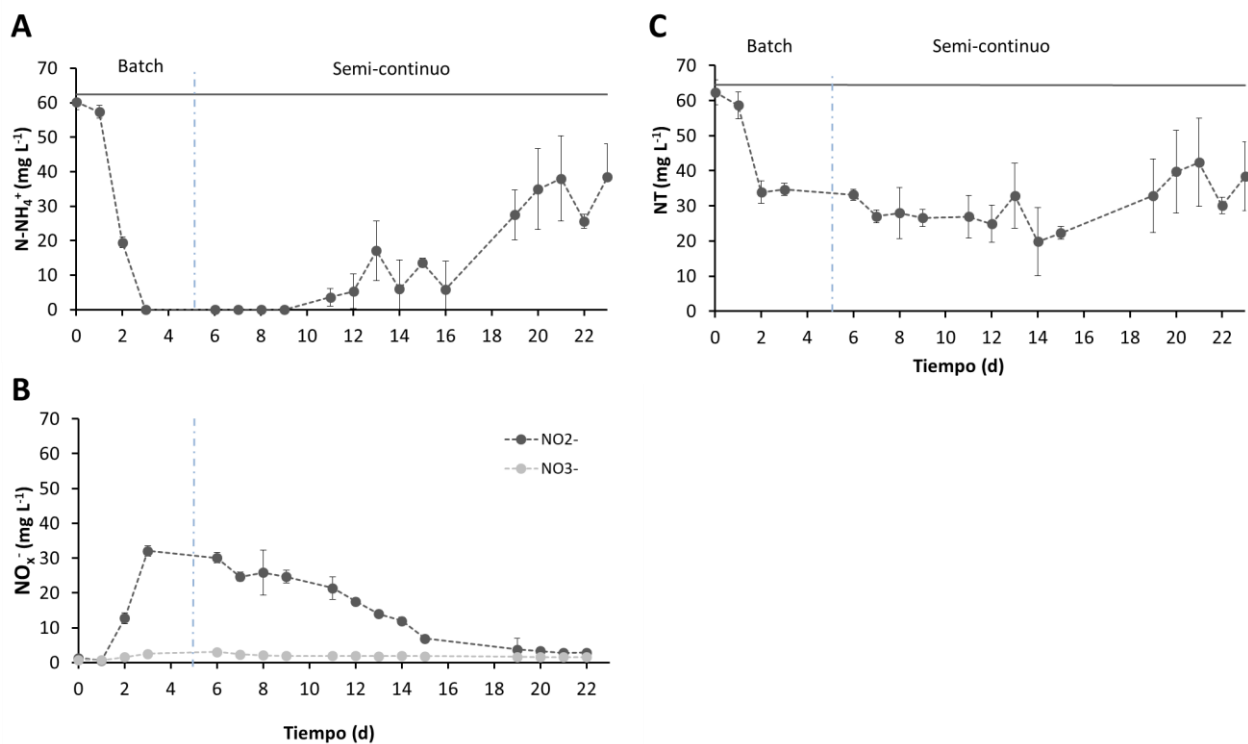 A
Batch
Semi-continuo
N-NH₄⁺ (mg L⁻¹)
70
60
50
40
30
20
10
0
0 2 4 6 8 10 12 14 16 18 20 22
C
Batch
Semi-continuo
NT (mg L⁻¹)
70
60
50
40
30
20
10
0
0 2 4 6 8 10 12 14 16 18 20 22
Tiempo (d)
B
NOₓ⁻ (mg L⁻¹)
70
60
50
40
30
20
10
0
NO2-
NO3-
0 2 4 6 8 10 12 14 16 18 20 22
Tiempo (d)